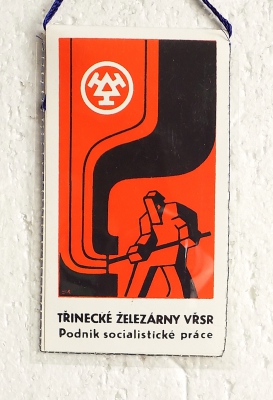 TŘINECKÉ ŽELEZÁRNY VŘSR
Podnik socialistické práce